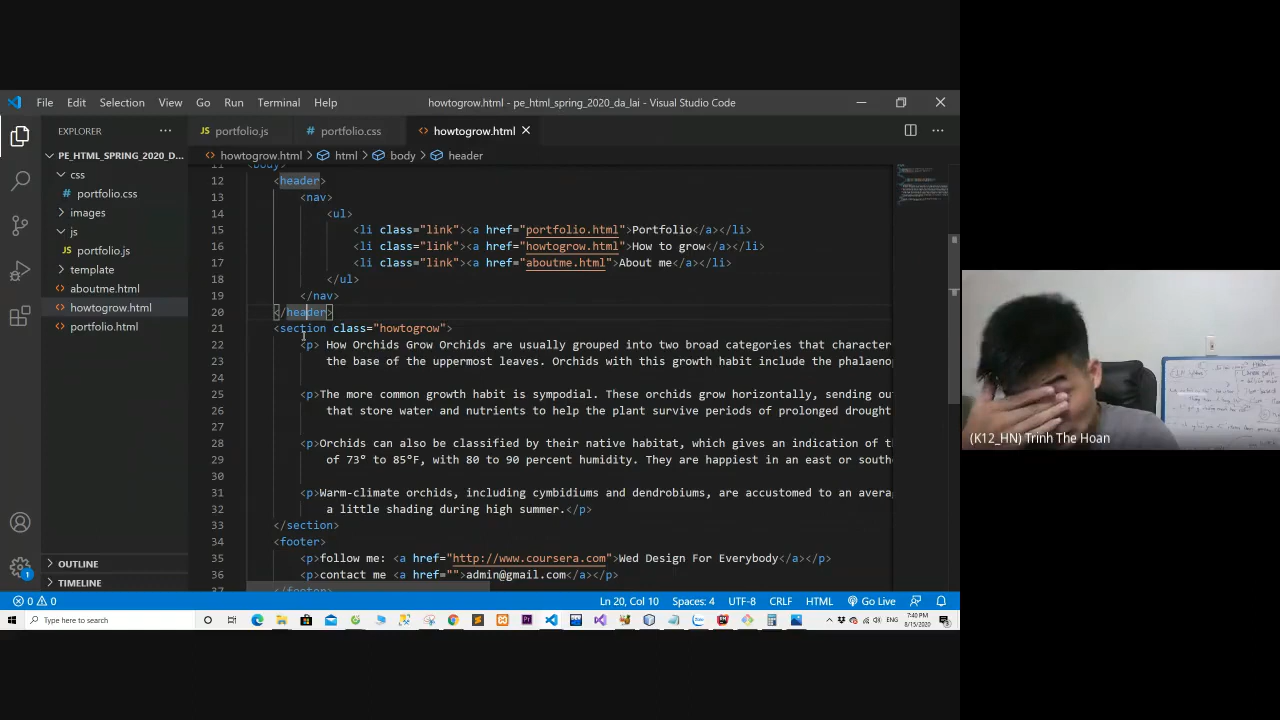 File Edit Selection View Go Run Terminal Help
howtogrow.html - pe_html_spring_2020_da_lai - Visual Studio Code
EXPLORER
portfolio.js
portfolio.css
howtogrow.html
PE_HTML_SPRING_2020_D...
howtogrow.html > html > body > header
css
portfolio.css
images
js
portfolio.js
template
aboutme.html
howtogrow.html
portfolio.html
OUTLINE
TIMELINE
<body>
12 <header>
13 <nav>
14 <ul>
15 <li class="link"><a href="portfolio.html">Portfolio</a></li>
16 <li class="link"><a href="howtogrow.html">How to grow</a></li>
17 <li class="link"><a href="aboutme.html">About me</a></li>
18 </ul>
19 </nav>
20 </header>
21 <section class="howtogrow">
22 <p> How Orchids Grow Orchids are usually grouped into two broad categories that character
23 the base of the uppermost leaves. Orchids with this growth habit include the phalaeno
24
25 <p>The more common growth habit is sympodial. These orchids grow horizontally, sending ou
26 that store water and nutrients to help the plant survive periods of prolonged drought
27
28 <p>Orchids can also be classified by their native habitat, which gives an indication of t
29 of 73° to 85°F, with 80 to 90 percent humidity. They are happiest in an east or south
30
31 <p>Warm-climate orchids, including cymbidiums and dendrobiums, are accustomed to an avera
32 a little shading during high summer.</p>
33 </section>
34 <footer>
35 <p>follow me: <a href="http://www.coursera.com">Wed Design For Everybody</a></p>
36 <p>contact me <a href="">admin@gmail.com</a></p>
37 </footer>
0 0
Ln 20, Col 10 Spaces: 4 UTF-8 CRLF HTML Go Live
Type here to search
ENG
7:40 PM
8/15/2020
(K12_HN) Trinh The Hoan